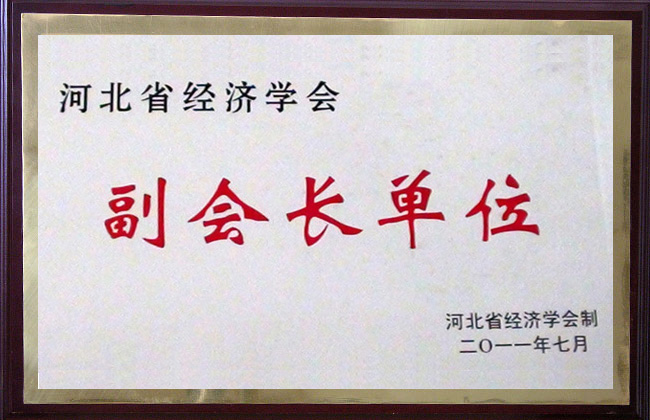 河北省经济学会
副会长单位
河北省经济学会制
二〇一一年七月